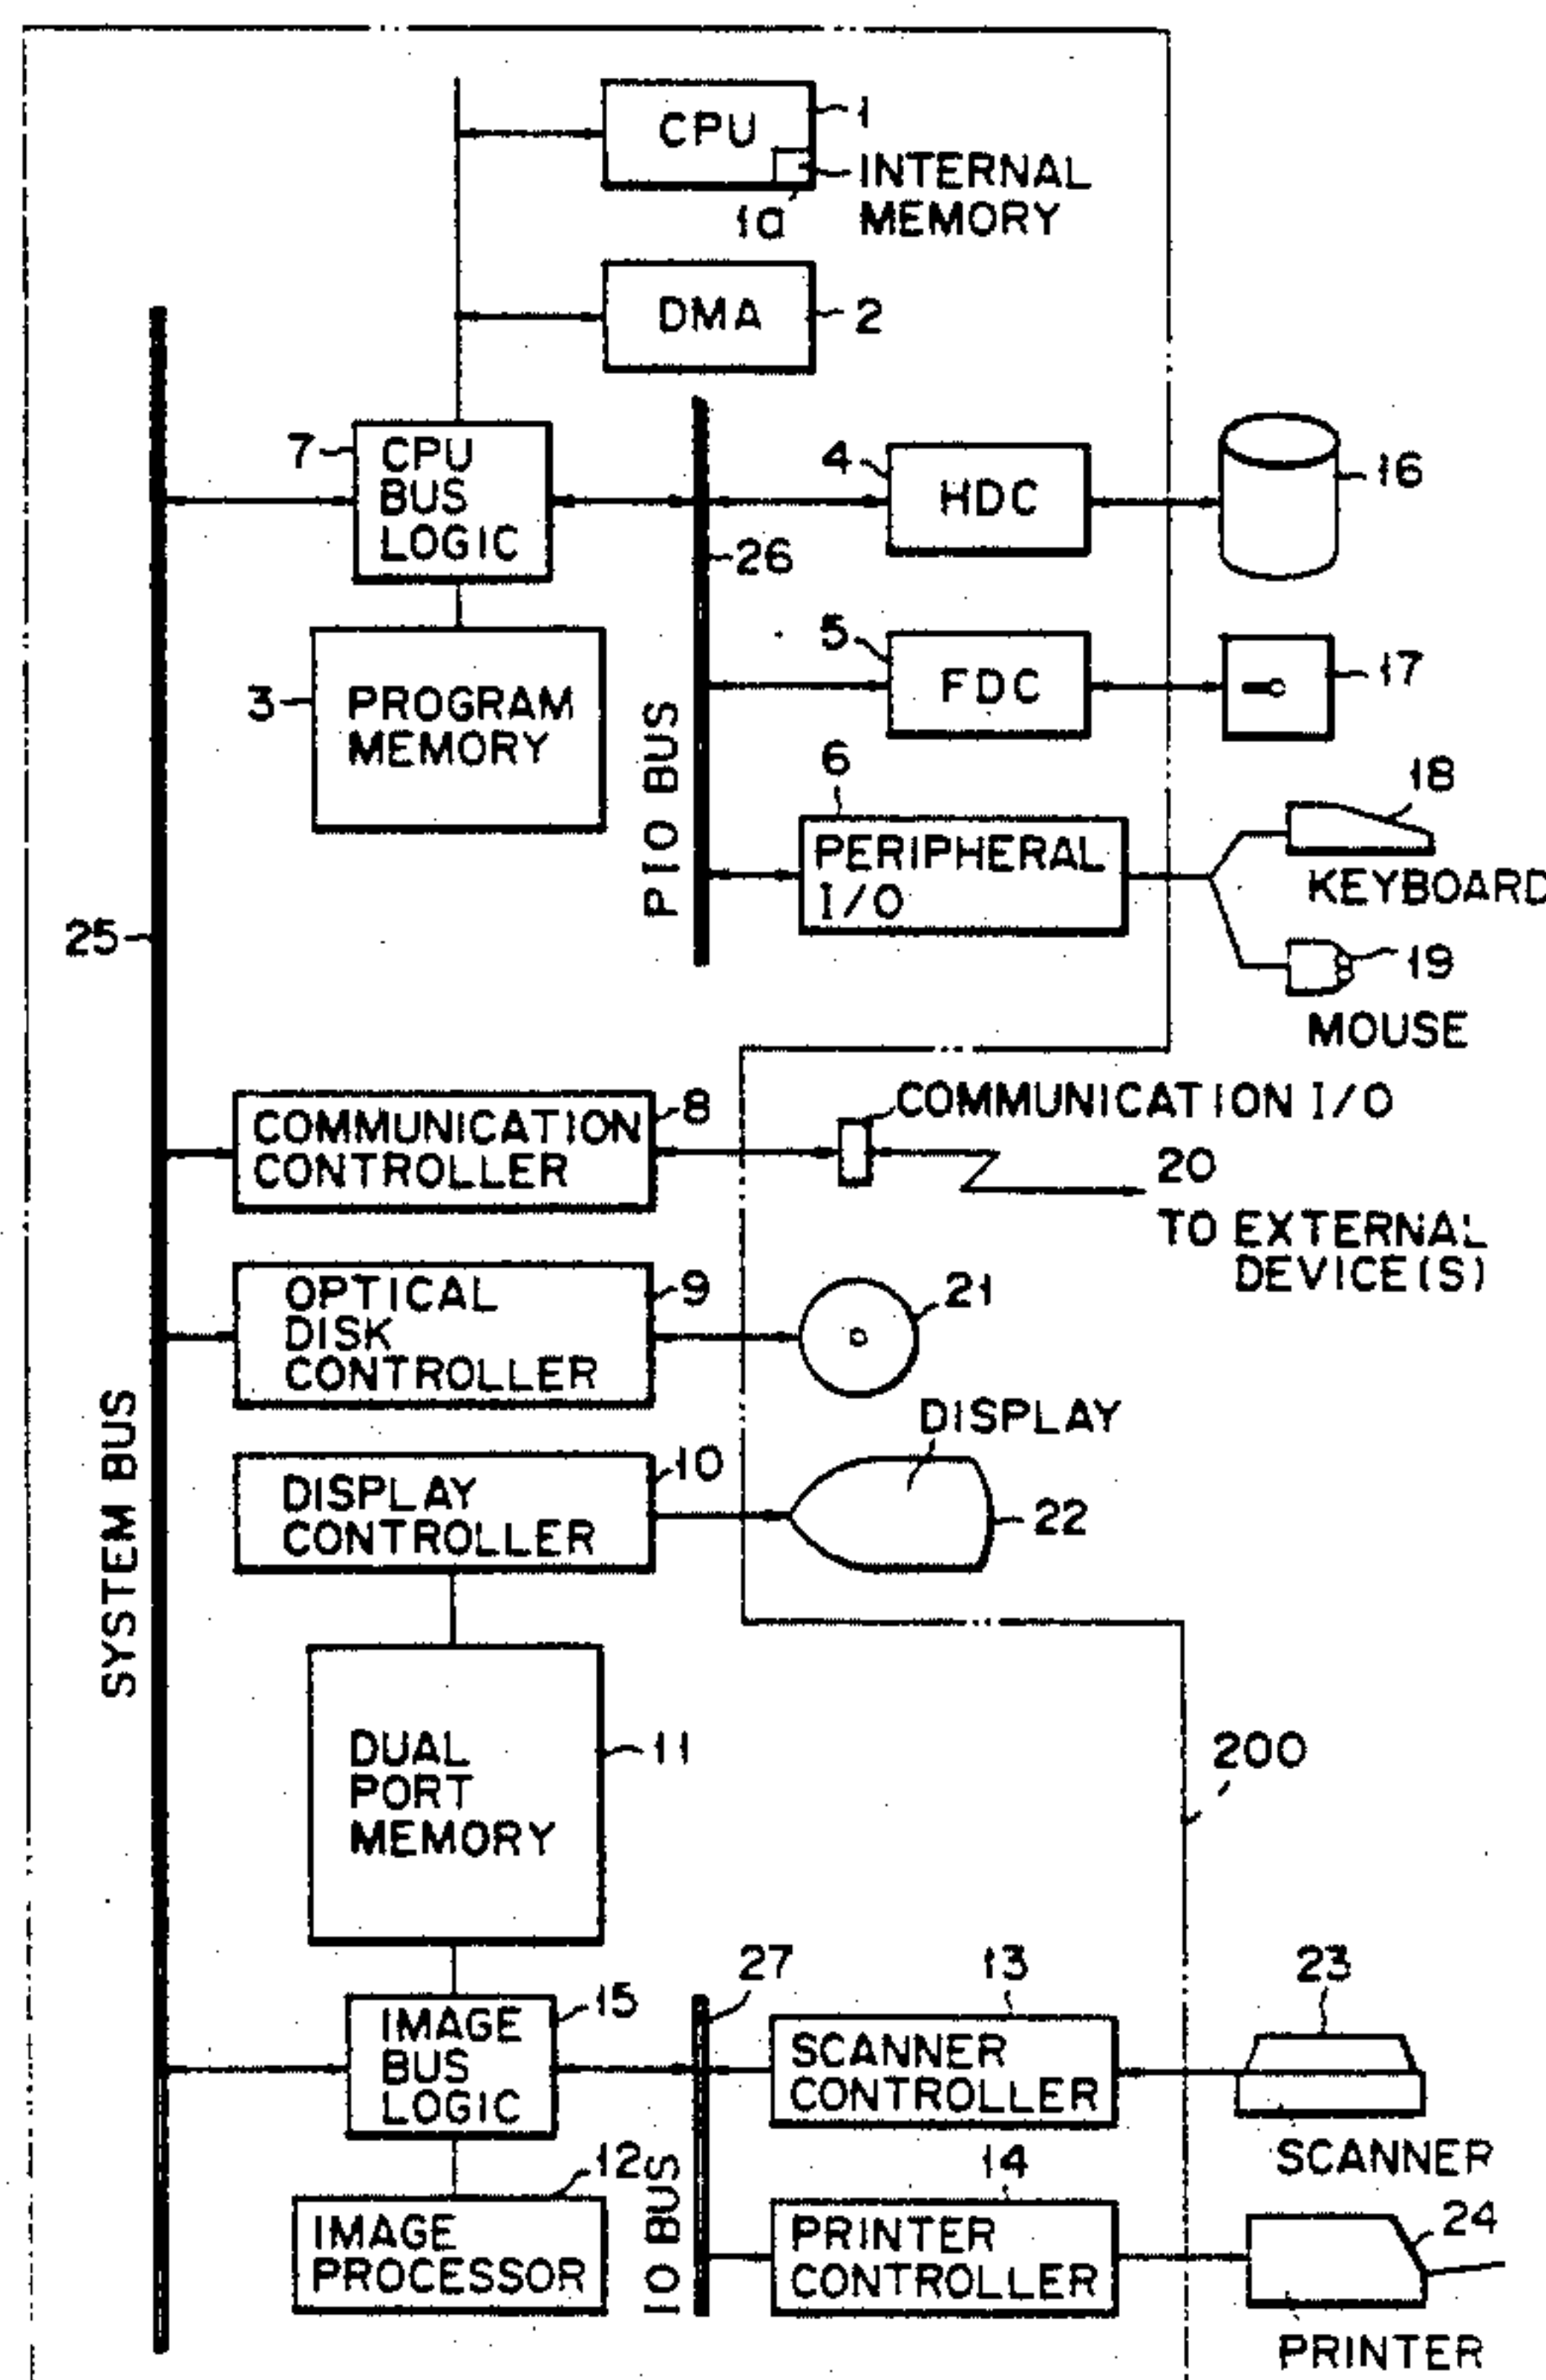 CPU
1
INTERNAL
MEMORY
1a
DMA
2
7
CPU
BUS
LOGIC
4
HDC
16
26
3
PROGRAM
MEMORY
5
FDC
17
PIO BUS
6
PERIPHERAL
I/O
18
KEYBOARD
19
MOUSE
25
COMMUNICATION
CONTROLLER
8
COMMUNICATION I/O
20
TO EXTERNAL
DEVICE(S)
OPTICAL
DISK
CONTROLLER
9
21
SYSTEM BUS
DISPLAY
CONTROLLER
10
DISPLAY
22
DUAL
PORT
MEMORY
11
200
IMAGE
BUS
LOGIC
15
27
13
SCANNER
CONTROLLER
23
SCANNER
12
IMAGE
PROCESSOR
IO BUS
14
PRINTER
CONTROLLER
24
PRINTER